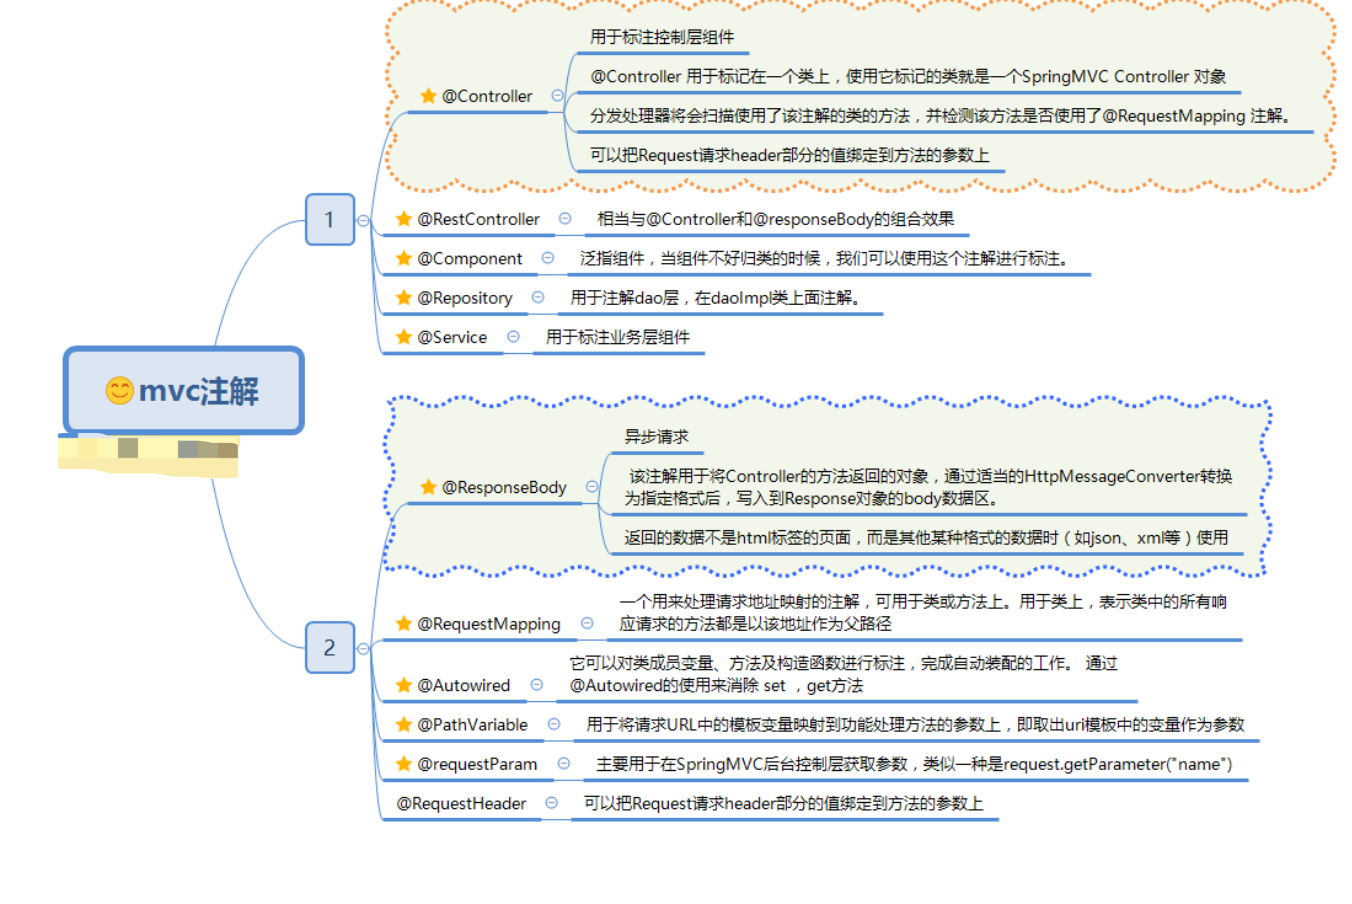 😊mvc注解
1
@Controller
用于标注控制层组件
@Controller 用于标记在一个类上，使用它标记的类就是一个SpringMVC Controller 对象
分发处理器将会扫描使用了该注解的类的方法，并检测该方法是否使用了@RequestMapping 注解。
可以把Request请求header部分的值绑定到方法的参数上
@RestController
相当与@Controller和@responseBody的组合效果
@Component
泛指组件，当组件不好归类的时候，我们可以使用这个注解进行标注。
@Repository
用于注解dao层，在daoImpl类上面注解。
@Service
用于标注业务层组件
2
@ResponseBody
异步请求
该注解用于将Controller的方法返回的对象，通过适当的HttpMessageConverter转换
为指定格式后，写入到Response对象的body数据区。
返回的数据不是html标签的页面，而是其他某种格式的数据时（如json、xml等）使用
@RequestMapping
一个用来处理请求地址映射的注解，可用于类或方法上。用于类上，表示类中的所有响
应请求的方法都是以该地址作为父路径
@Autowired
它可以对类成员变量、方法及构造函数进行标注，完成自动装配的工作。 通过
@Autowired的使用来消除 set ，get方法
@PathVariable
用于将请求URL中的模板变量映射到功能处理方法的参数上，即取出uri模板中的变量作为参数
@requestParam
主要用于在SpringMVC后台控制层获取参数，类似一种是request.getParameter("name")
@RequestHeader
可以把Request请求header部分的值绑定到方法的参数上